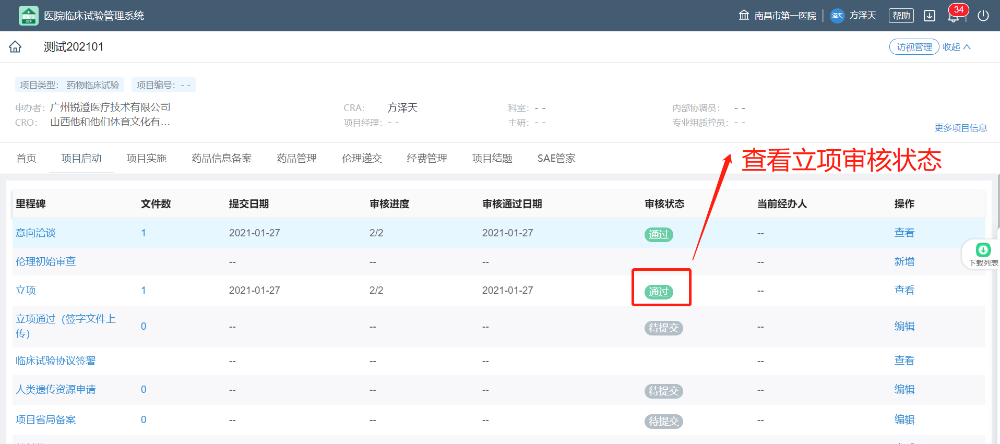 医院临床试验管理系统
南昌市第一医院 泽天 方泽天 帮助 34
GCP
测试202101 访视管理 收起
项目类型： 药物临床试验 项目编号：- -
申办者：广州锐澄医疗技术有限公司 CRA： 方泽天 科室：- - 内部协调员： - -
CRO： 山西他和他们体育文化有... 项目经理：- - 主研：- - 专业组质控员：- -
更多项目信息
首页 项目启动 项目实施 药品信息备案 药品管理 伦理递交 经费管理 项目结题 SAE管家
查看立项审核状态
里程碑 文件数 提交日期 审核进度 审核通过日期 审核状态 当前经办人 操作
意向洽谈 1 2021-01-27 2/2 2021-01-27 通过 -- 查看
伦理初始审查 -- -- -- -- 新增
下载列表
立项 1 2021-01-27 2/2 2021-01-27 通过 -- 查看
立项通过（签字文件上
传） 0 -- -- -- 待提交 -- 编辑
临床试验协议签署 -- -- -- -- 查看
人类遗传资源申请 0 -- -- -- 待提交 -- 编辑
项目省局备案 0 -- -- -- 待提交 -- 编辑